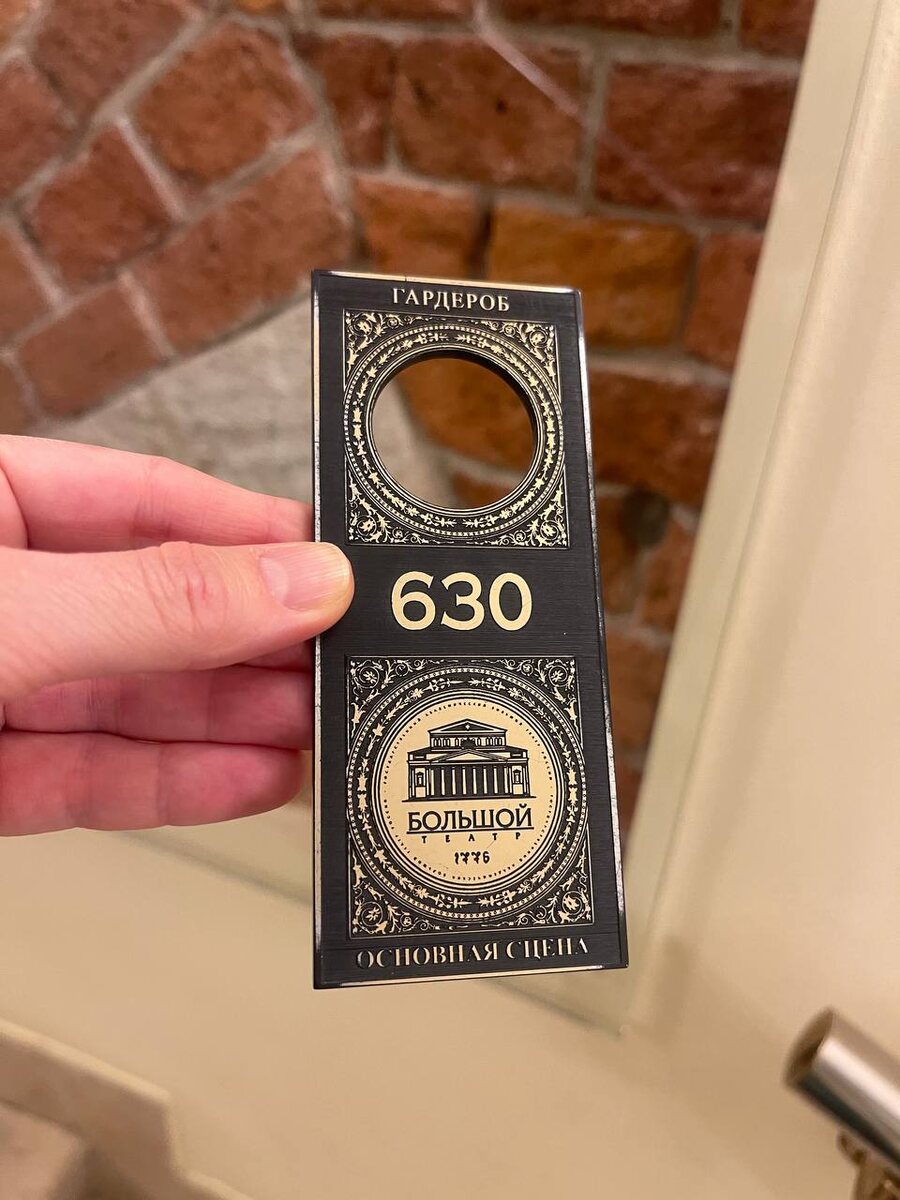 ГАРДЕРОБ
630
БОЛЬШОЙ
ТЕАТР
1776
ОСНОВНАЯ СЦЕНА